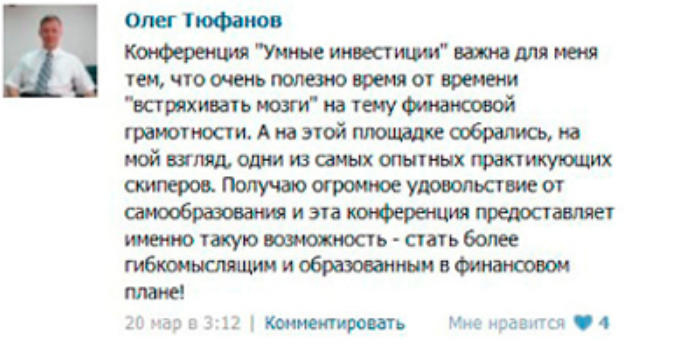 Олег Тюфанов
Конференция "Умные инвестиции" важна для меня
тем, что очень полезно время от времени
"встряхивать мозги" на тему финансовой
грамотности. А на этой площадке собрались, на
мой взгляд, одни из самых опытных практикующих
скиперов. Получаю огромное удовольствие от
самообразования и эта конференция предоставляет
именно такую возможность - стать более
гибкомыслящим и образованным в финансовом
плане!
20 мар в 3:12 | Комментировать Мне нравится 4